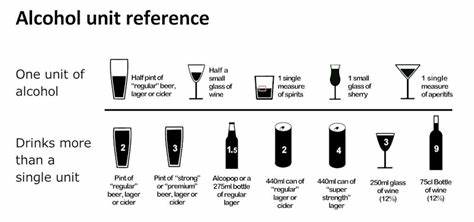 Alcohol unit reference
One unit of
alcohol
Half pint of
"regular" beer,
lager or cider
Half a
small
glass of
wine
1 single
measure
of spirits
1 small
glass of
sherry
1 single
measure
of aperitifs
Drinks more
than a
single unit
2
3
1.5
2
4
3
9
Pint of
"regular"
beer, lager
or cider
Pint of "strong"
or "premium"
beer, lager
or cider
Alcopop or a
275ml bottle
of regular
lager
440ml can of
"regular"
lager
or cider
440ml can of
"super
strength"
lager
250ml glass
of wine
(12%)
75cl Bottle
of wine
(12%)